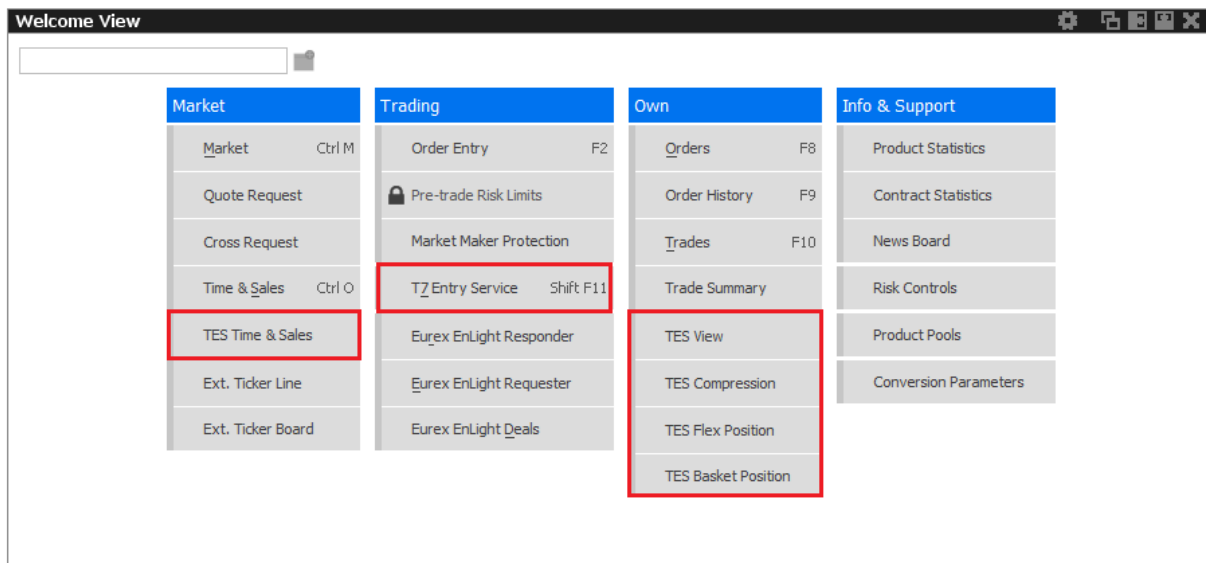 Welcome View
Market
Market Ctrl M
Quote Request
Cross Request
Time & Sales Ctrl O
TES Time & Sales
Ext. Ticker Line
Ext. Ticker Board
Trading
Order Entry F2
Pre-trade Risk Limits
Market Maker Protection
T7 Entry Service Shift F11
Eurex EnLight Responder
Eurex EnLight Requester
Eurex EnLight Deals
Own
Orders F8
Order History F9
Trades F10
Trade Summary
TES View
TES Compression
TES Flex Position
TES Basket Position
Info & Support
Product Statistics
Contract Statistics
News Board
Risk Controls
Product Pools
Conversion Parameters